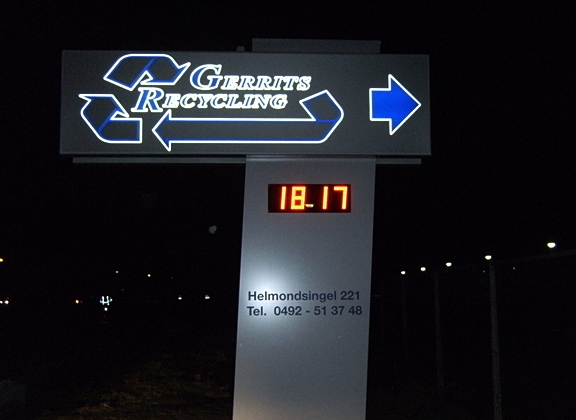 GERRITS
RECYCLING
18 17
Helmondsingel 221
Tel. 0492 - 51 37 48